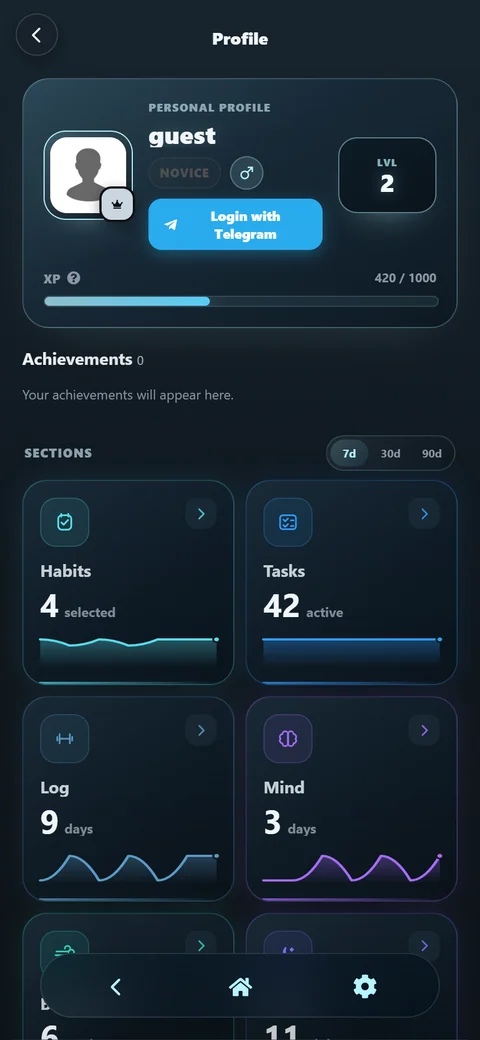 Profile
PERSONAL PROFILE
guest
NOVICE
Login with
Telegram
LVL
2
XP ?
420 / 1000
Achievements 0
Your achievements will appear here.
SECTIONS
7d 30d 90d
Habits
4 selected
Tasks
42 active
Log
9 days
Mind
3 days
6
11